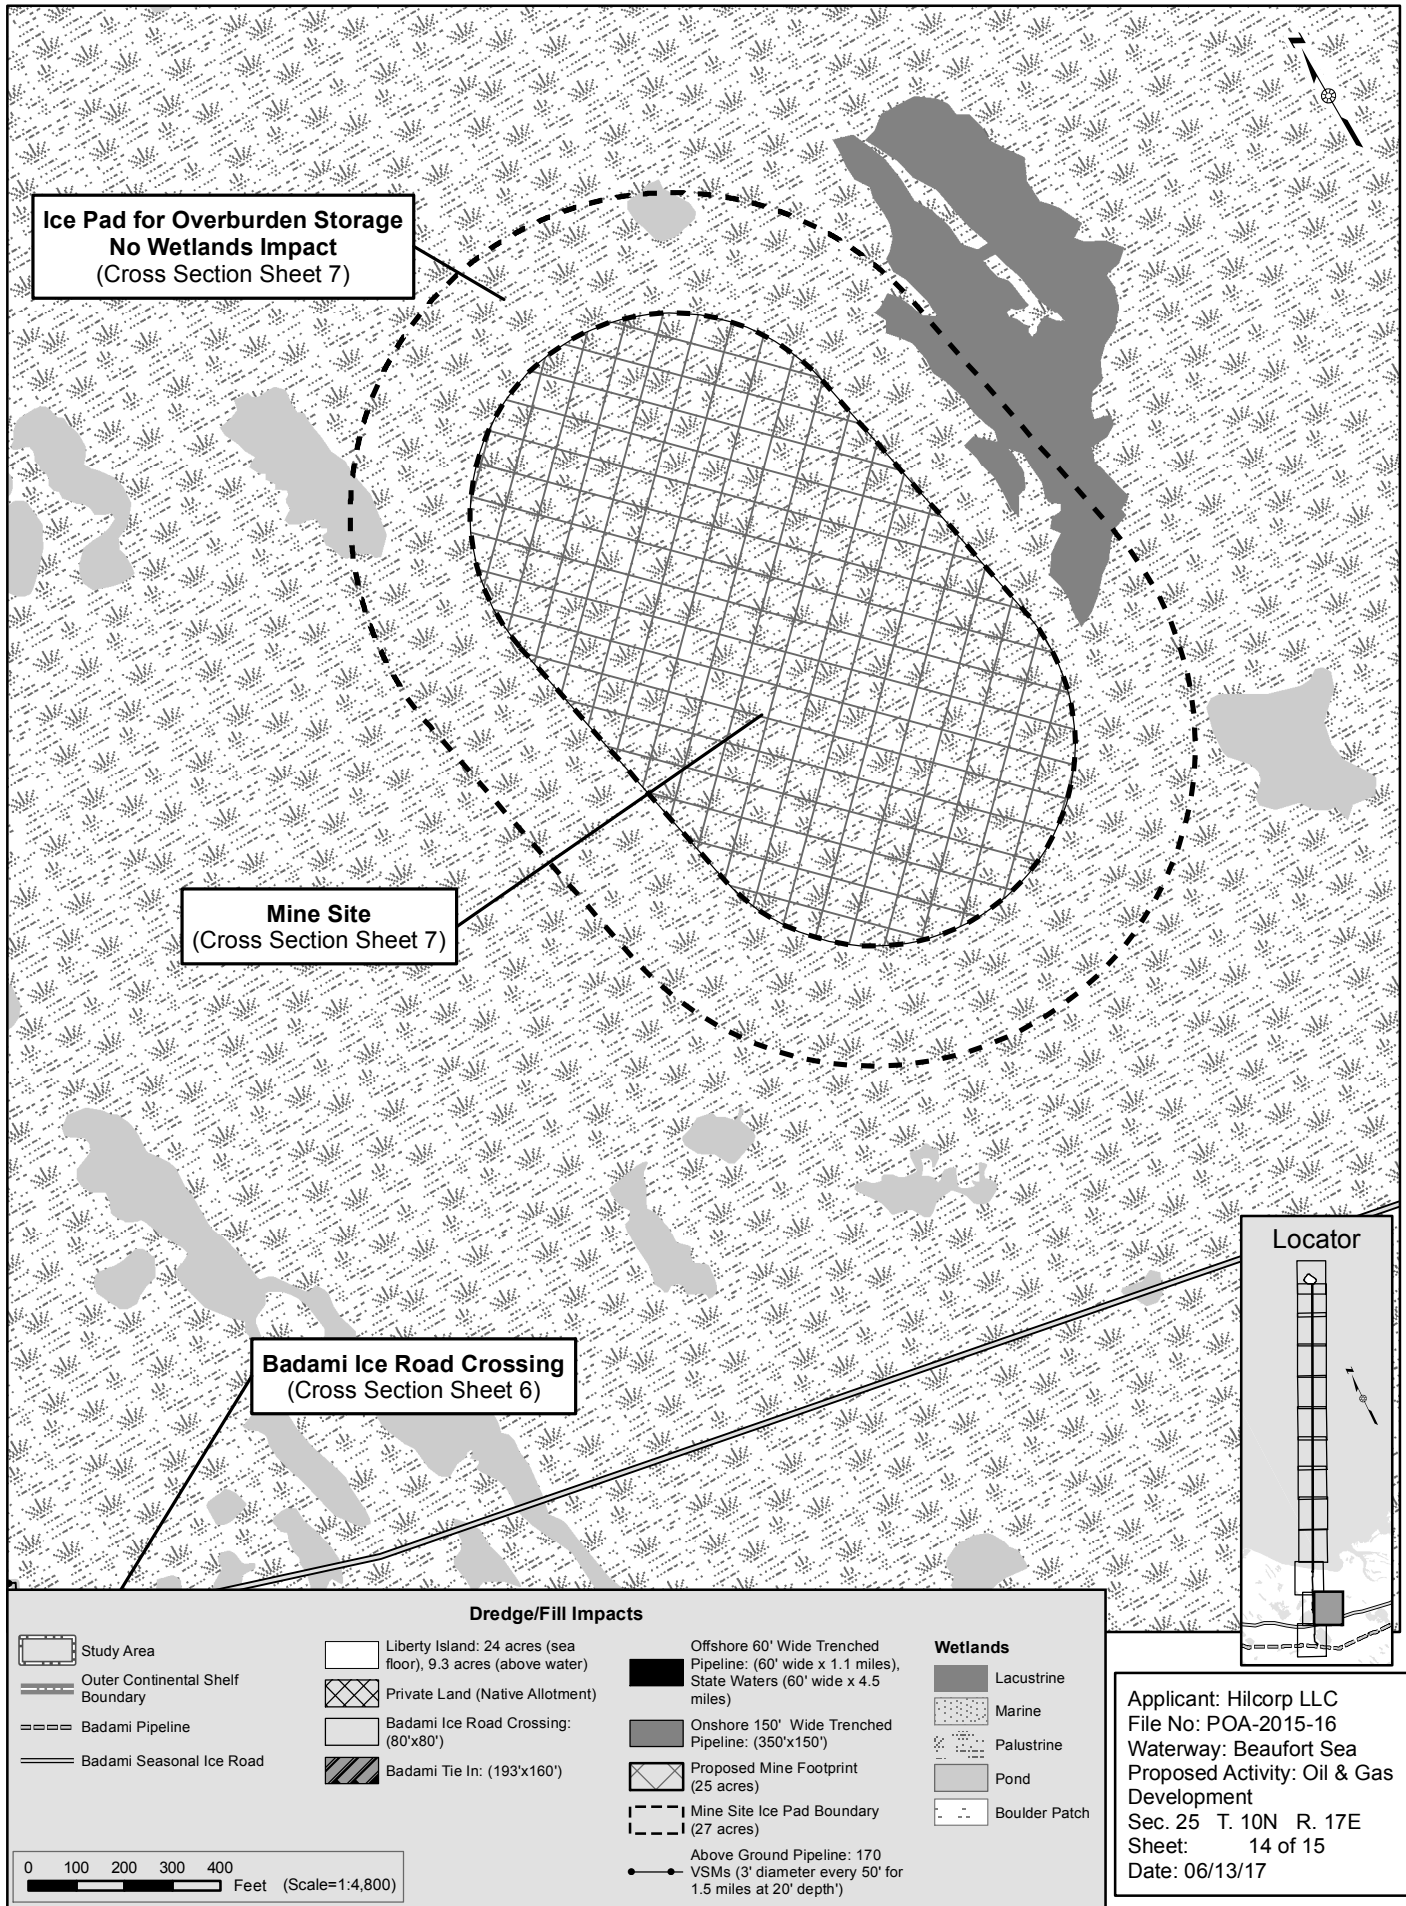 N
Ice Pad for Overburden Storage
No Wetlands Impact
(Cross Section Sheet 7)
Mine Site
(Cross Section Sheet 7)
Badami Ice Road Crossing
(Cross Section Sheet 6)
Locator
N
Dredge/Fill Impacts
Study Area
Outer Continental Shelf
Boundary
Badami Pipeline
Badami Seasonal Ice Road
Liberty Island: 24 acres (sea
floor), 9.3 acres (above water)
Private Land (Native Allotment)
Badami Ice Road Crossing:
(80'x80')
Badami Tie In: (193'x160')
Offshore 60' Wide Trenched
Pipeline: (60' wide x 1.1 miles),
State Waters (60' wide x 4.5
miles)
Onshore 150' Wide Trenched
Pipeline: (350'x150')
Proposed Mine Footprint
(25 acres)
Mine Site Ice Pad Boundary
(27 acres)
Above Ground Pipeline: 170
VSMs (3' diameter every 50' for
1.5 miles at 20' depth')
Wetlands
Lacustrine
Marine
Palustrine
Pond
Boulder Patch
0 100 200 300 400
Feet (Scale=1:4,800)
Applicant: Hilcorp LLC
File No: POA-2015-16
Waterway: Beaufort Sea
Proposed Activity: Oil & Gas
Development
Sec. 25 T. 10N R. 17E
Sheet: 14 of 15
Date: 06/13/17